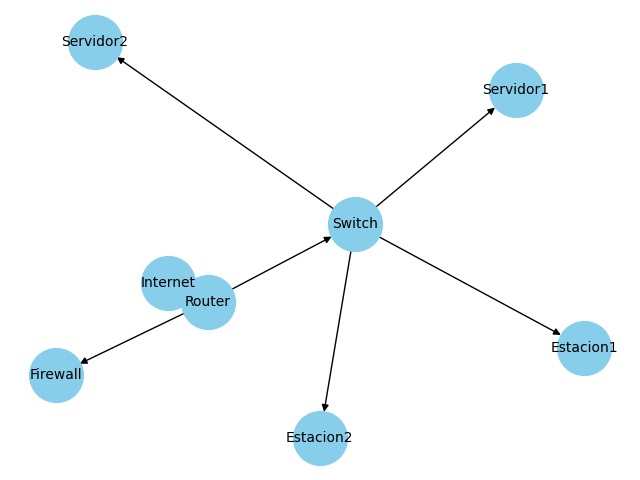 Servidor2
Servidor1
Switch
Internet
Router
Estacion1
Firewall
Estacion2